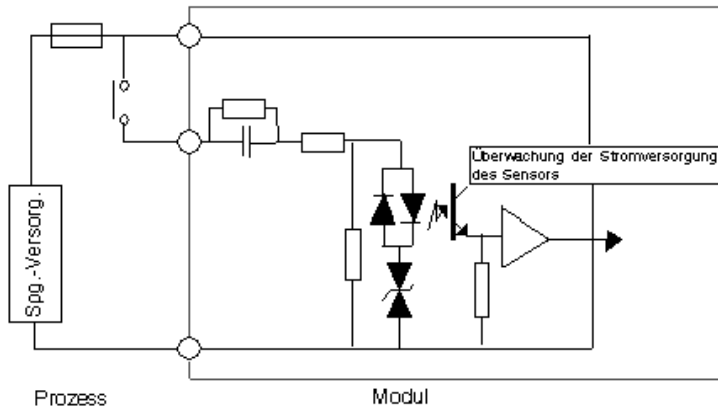 Überwachung der Stromversorgung
des Sensors
Spg.-Versorg.
Prozess
Modul